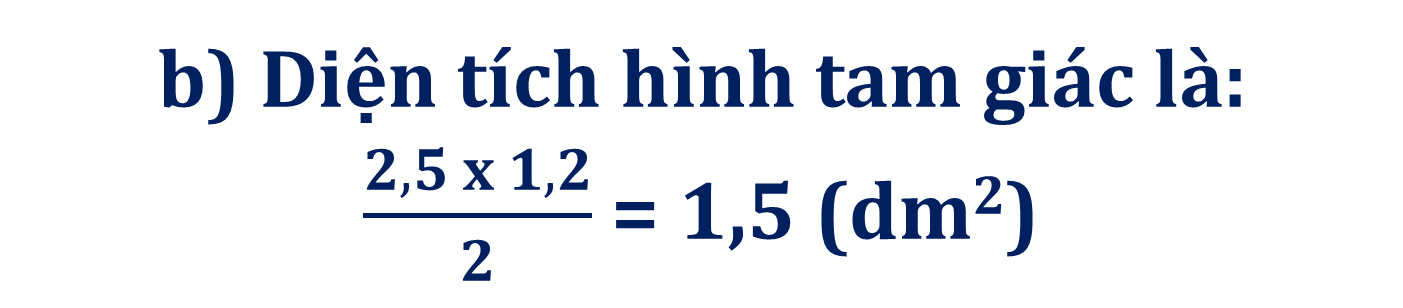 b) Diện tích hình tam giác là:
2,5 x 1,2
2
= 1,5 (dm²)